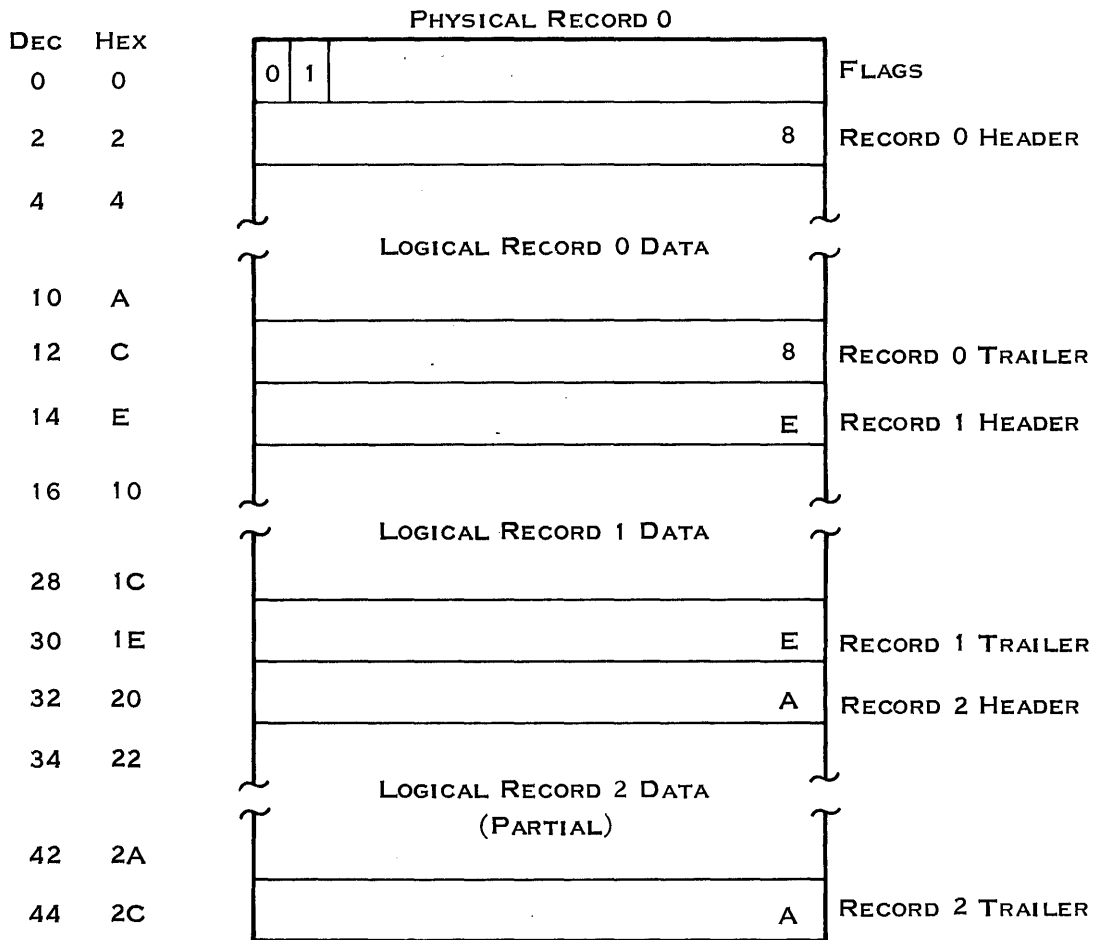 PHYSICAL RECORD 0
DEC HEX
0 0 0 1 FLAGS
2 2 8 RECORD 0 HEADER
4 4
LOGICAL RECORD 0 DATA
10 A
12 C 8 RECORD 0 TRAILER
14 E E RECORD 1 HEADER
16 10
LOGICAL RECORD 1 DATA
28 1C
30 1E E RECORD 1 TRAILER
32 20 A RECORD 2 HEADER
34 22
LOGICAL RECORD 2 DATA
(PARTIAL)
42 2A
44 2C A RECORD 2 TRAILER